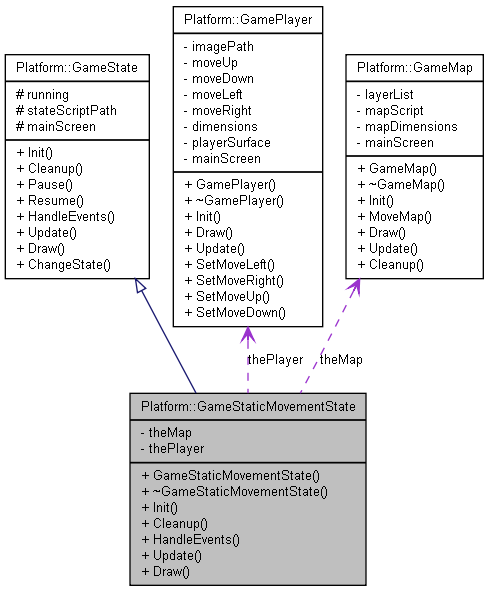 Platform::GameState
# running
# stateScriptPath
# mainScreen
+ Init()
+ Cleanup()
+ Pause()
+ Resume()
+ HandleEvents()
+ Update()
+ Draw()
+ ChangeState()
Platform::GamePlayer
- imagePath
- moveUp
- moveDown
- moveLeft
- moveRight
- dimensions
- playerSurface
- mainScreen
+ GamePlayer()
+ ~GamePlayer()
+ Init()
+ Draw()
+ Update()
+ SetMoveLeft()
+ SetMoveRight()
+ SetMoveUp()
+ SetMoveDown()
Platform::GameMap
- layerList
- mapScript
- mapDimensions
- mainScreen
+ GameMap()
+ ~GameMap()
+ Init()
+ MoveMap()
+ Draw()
+ Update()
+ Cleanup()
thePlayer
theMap
Platform::GameStaticMovementState
- theMap
- thePlayer
+ GameStaticMovementState()
+ ~GameStaticMovementState()
+ Init()
+ Cleanup()
+ HandleEvents()
+ Update()
+ Draw()